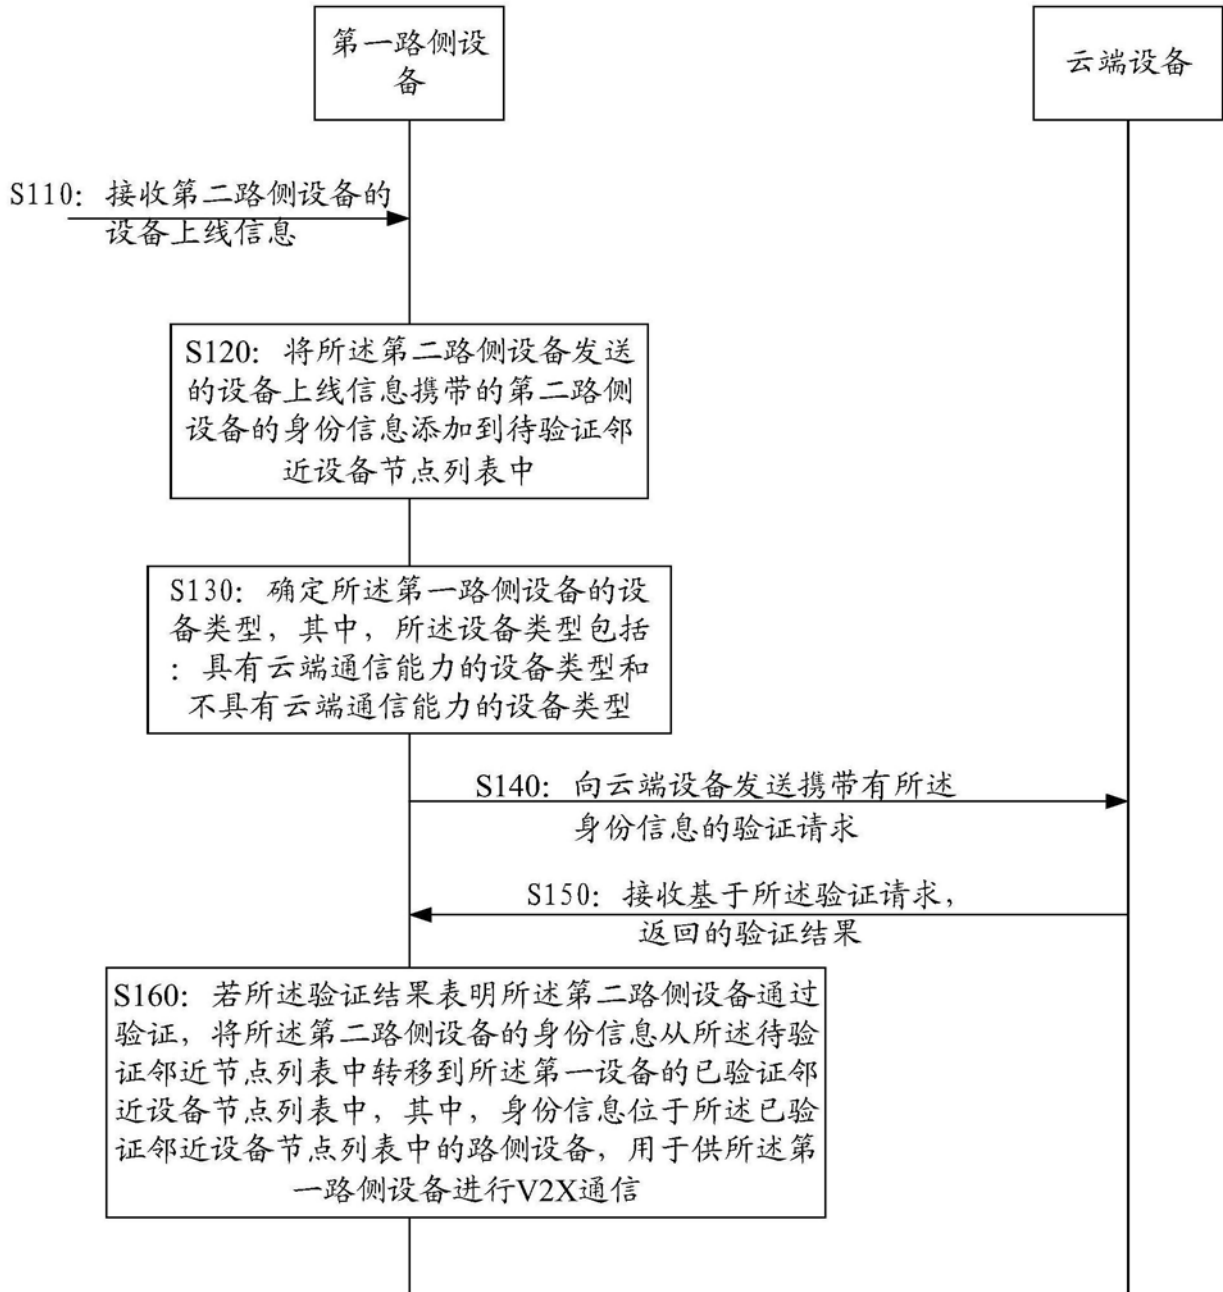 第一路侧设
备
云端设备
S110：接收第二路侧设备的
设备上线信息
S120：将所述第二路侧设备发送
的设备上线信息携带的第二路侧
设备的身份信息添加到待验证邻
近设备节点列表中
S130：确定所述第一路侧设备的设
备类型，其中，所述设备类型包括
：具有云端通信能力的设备类型和
不具有云端通信能力的设备类型
S140：向云端设备发送携带有所述
身份信息的验证请求
S150：接收基于所述验证请求，
返回的验证结果
S160：若所述验证结果表明所述第二路侧设备通过
验证，将所述第二路侧设备的身份信息从所述待验
证邻近节点列表中转移到所述第一设备的已验证邻
近设备节点列表中，其中，身份信息位于所述已验
证邻近设备节点列表中的路侧设备，用于供所述第
一路侧设备进行V2X通信